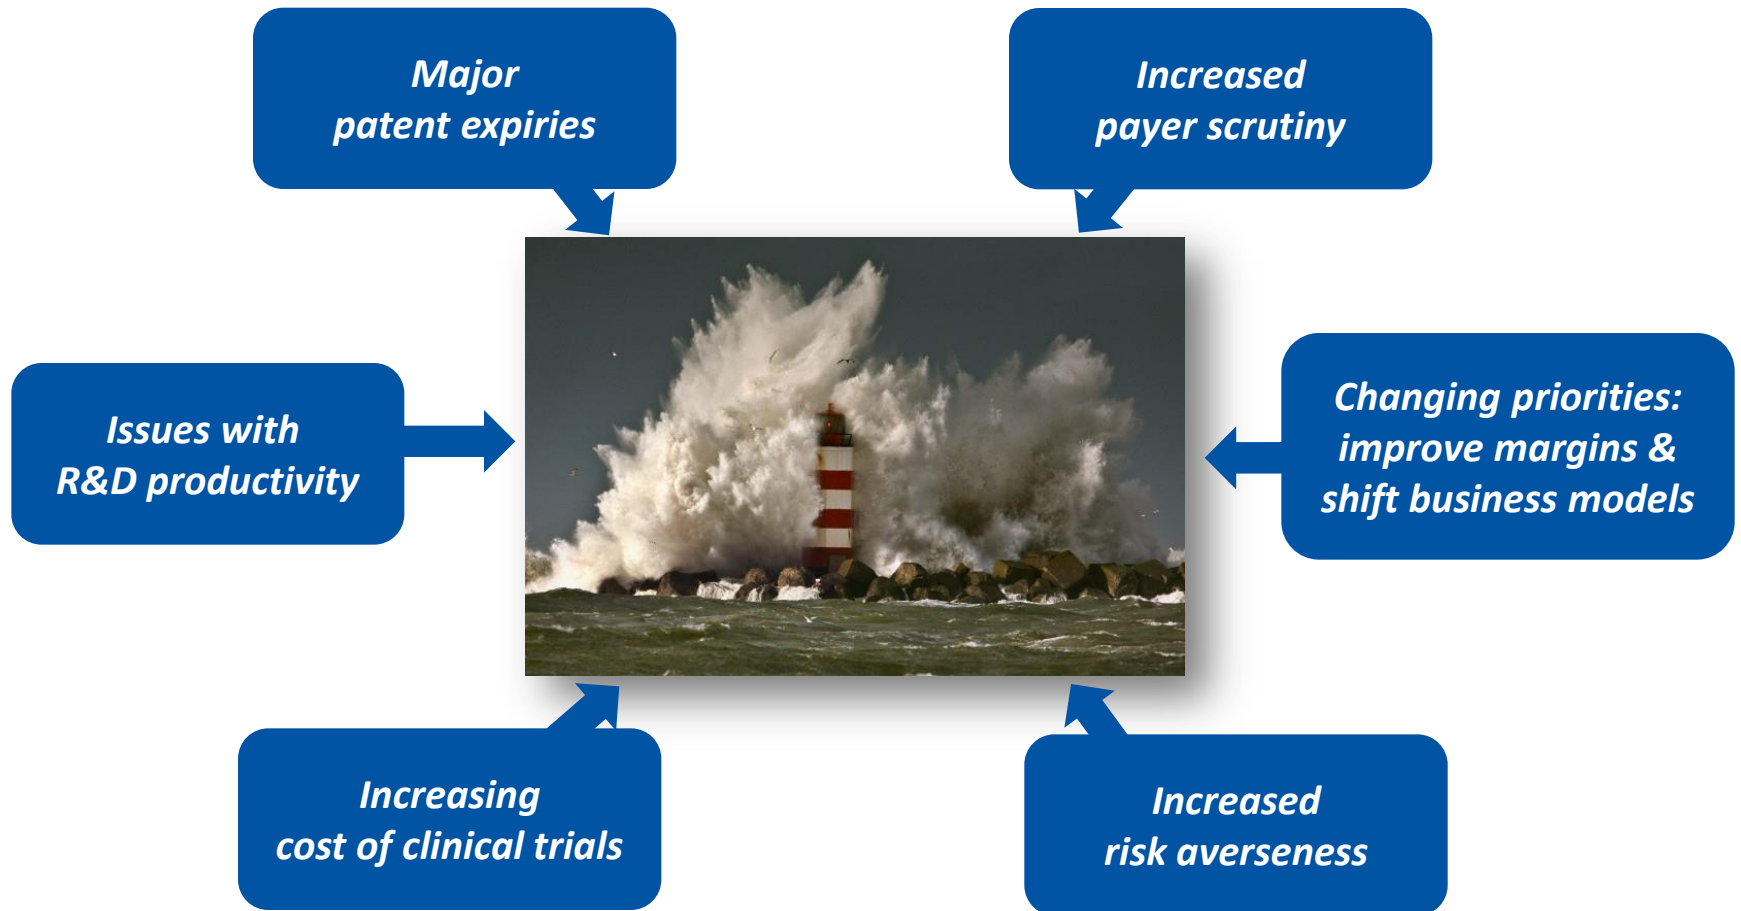 Major
patent expiries
Increased
payer scrutiny
Issues with
R&D productivity
Changing priorities:
improve margins &
shift business models
Increasing
cost of clinical trials
Increased
risk averseness